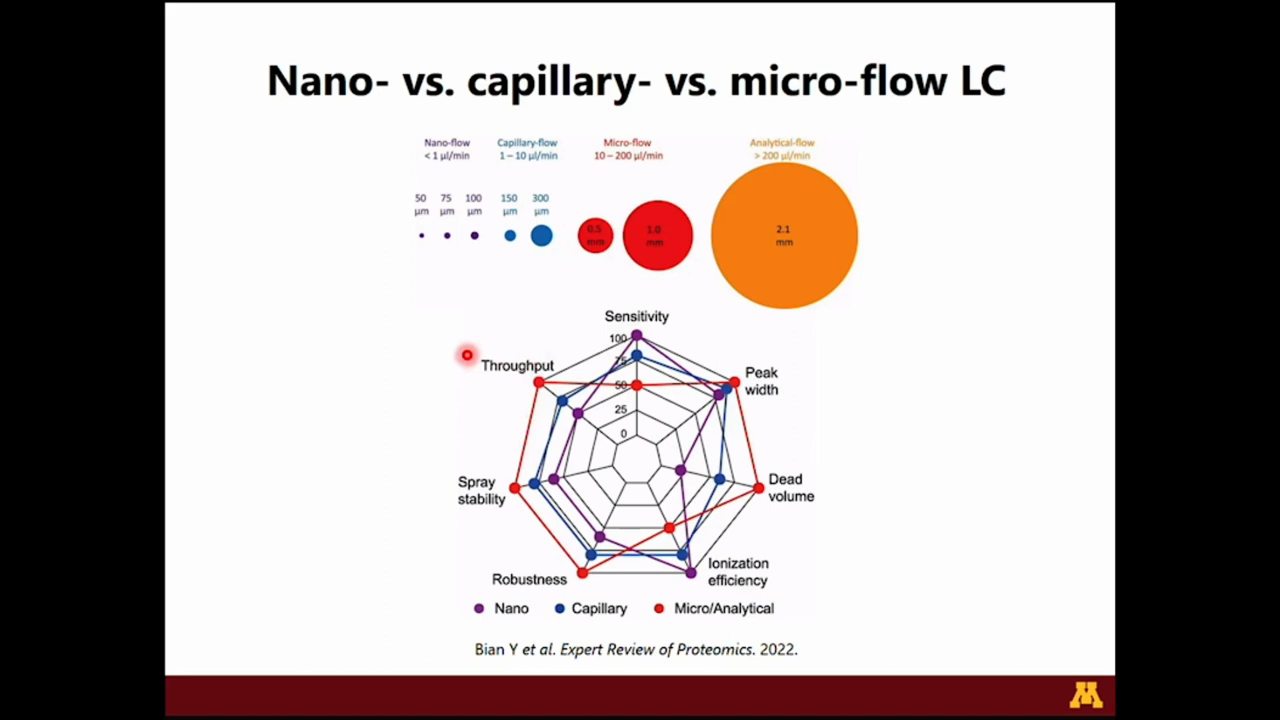 Nano- vs. capillary- vs. micro-flow LC
Nano-flow
< 1 µl/min
Capillary-flow
1 – 10 µl/min
Micro-flow
10 – 200 µl/min
Analytical-flow
> 200 µl/min
50
µm
75
µm
100
µm
150
µm
300
µm
0.5
mm
1.0
mm
2.1
mm
Sensitivity
100
75
50
25
0
Throughput
Peak
width
Spray
stability
Dead
volume
Robustness
Ionization
efficiency
Nano
Capillary
Micro/Analytical
Bian Y et al. Expert Review of Proteomics. 2022.
M